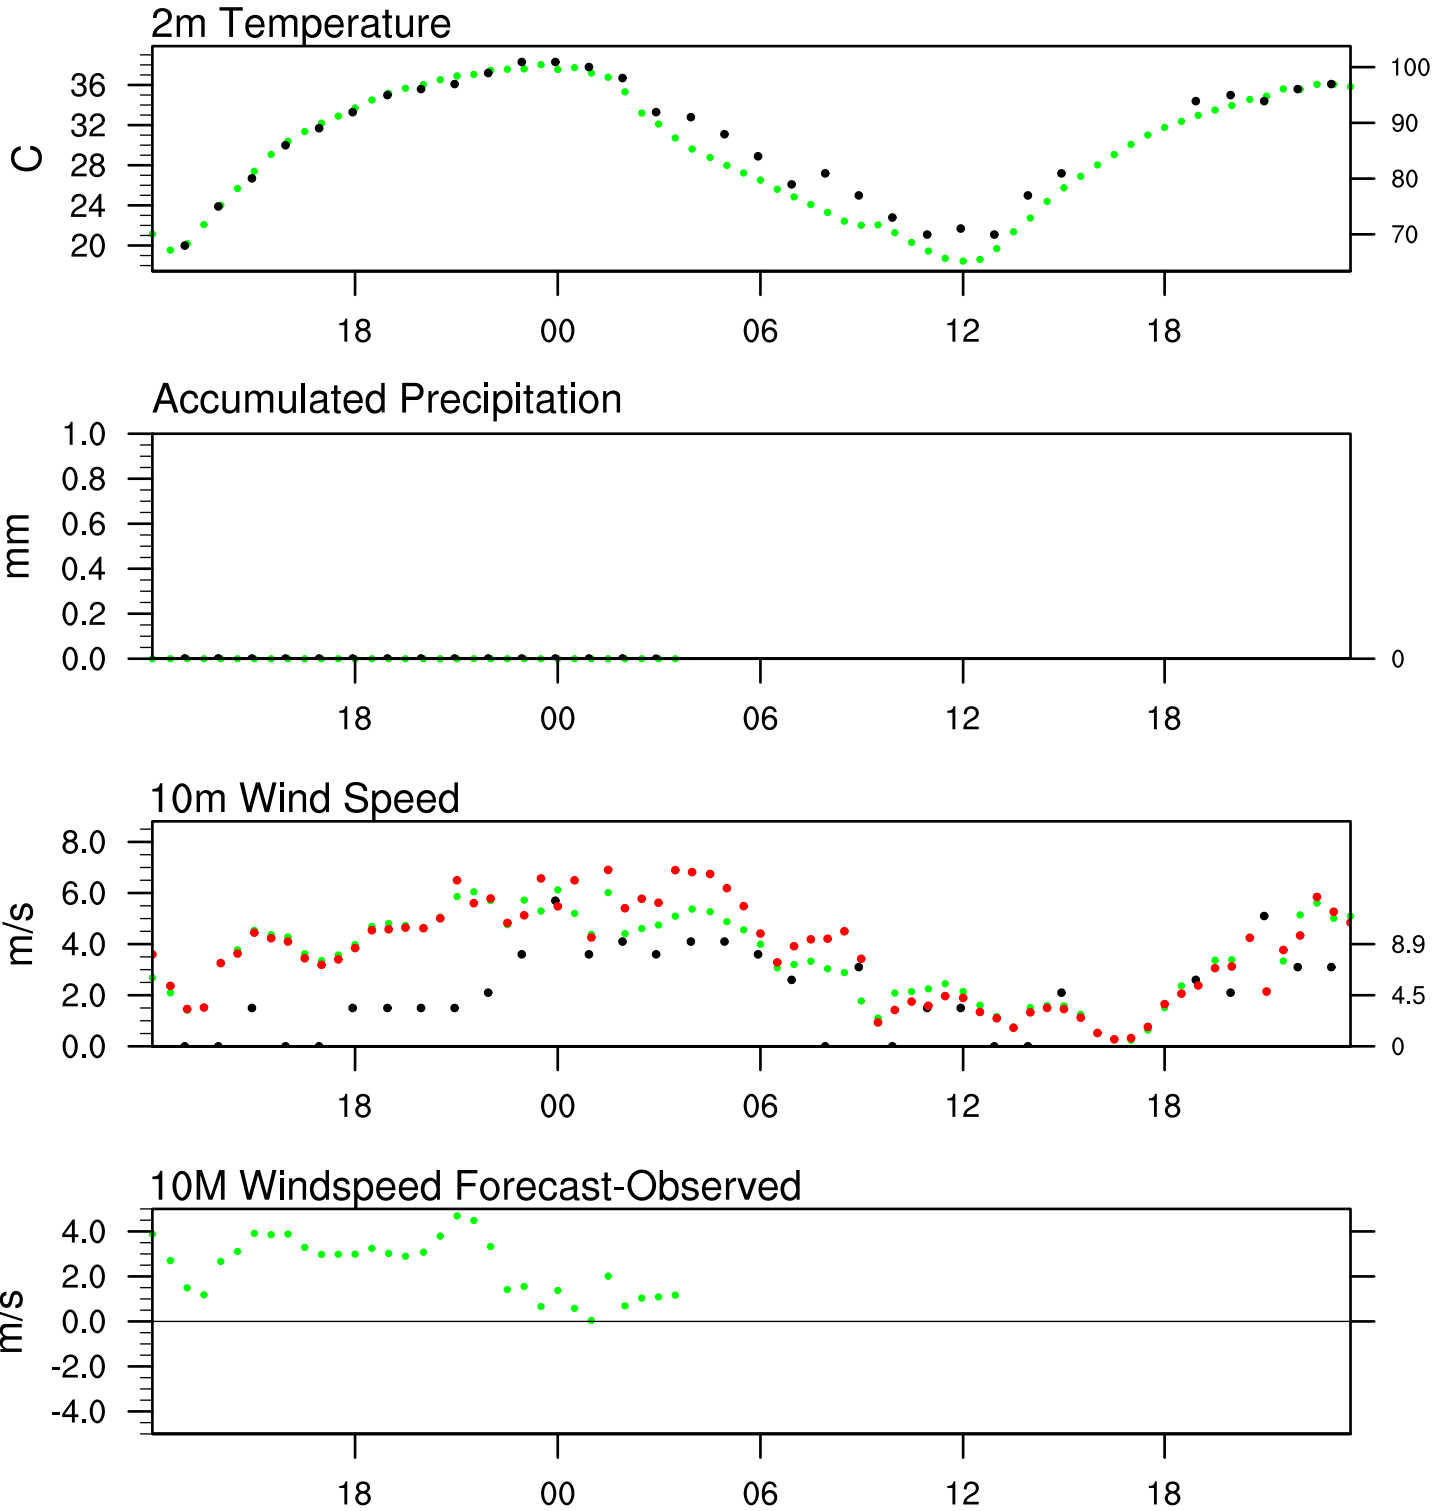 2m Temperature
C
36
32
28
24
20
100
90
80
70
18 00 06 12 18
Accumulated Precipitation
mm
1.0
0.8
0.6
0.4
0.2
0.0
0
18 00 06 12 18
10m Wind Speed
m/s
8.0
6.0
4.0
2.0
0.0
8.9
4.5
0
18 00 06 12 18
10M Windspeed Forecast-Observed
m/s
4.0
2.0
0.0
-2.0
-4.0
18 00 06 12 18